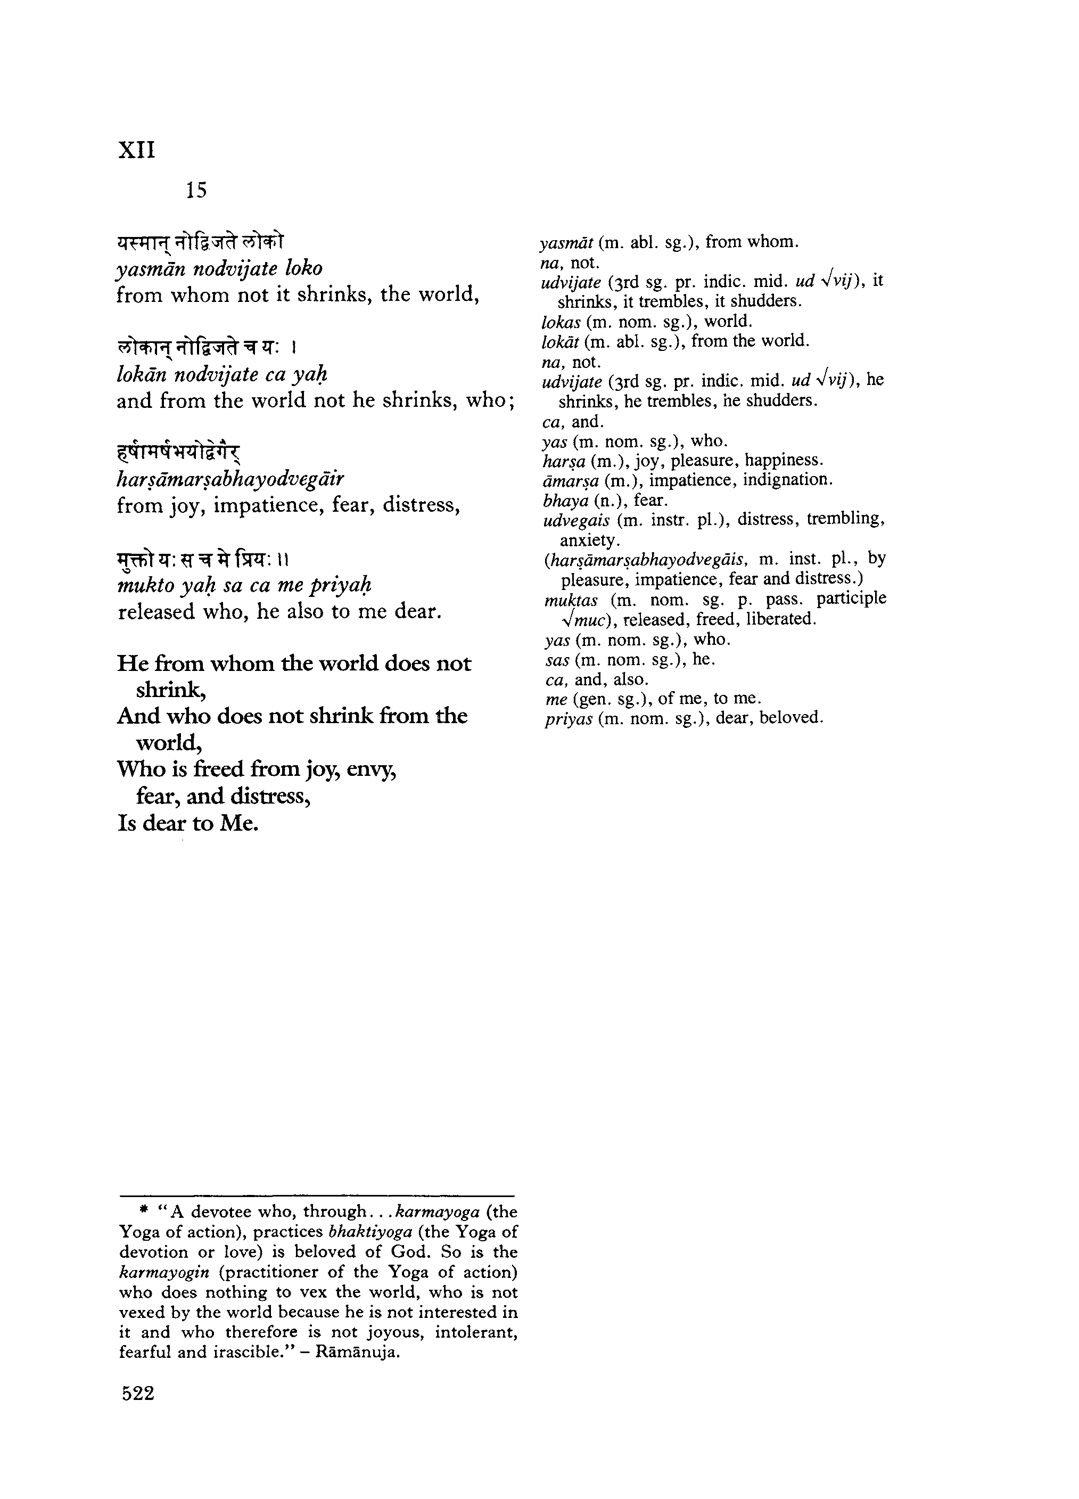 XII
15
यस्मान् नोद्विजते लोको
yasmān nodvijate loko
from whom not it shrinks, the world,
लोकान् नोद्विजते च यः ।
lokān nodvijate ca yaḥ
and from the world not he shrinks, who;
हर्षामर्षभयोद्वेगैर्
harṣāmarṣabhayodvegāir
from joy, impatience, fear, distress,
मुक्तो यः स च मे प्रियः ॥
mukto yaḥ sa ca me priyaḥ
released who, he also to me dear.
He from whom the world does not
shrink,
And who does not shrink from the
world,
Who is freed from joy, envy,
fear, and distress,
Is dear to Me.
yasmāt (m. abl. sg.), from whom.
na, not.
udvijate (3rd sg. pr. indic. mid. ud √vij), it
shrinks, it trembles, it shudders.
lokas (m. nom. sg.), world.
lokāt (m. abl. sg.), from the world.
na, not.
udvijate (3rd sg. pr. indic. mid. ud √vij), he
shrinks, he trembles, he shudders.
ca, and.
yas (m. nom. sg.), who.
harṣa (m.), joy, pleasure, happiness.
āmarṣa (m.), impatience, indignation.
bhaya (n.), fear.
udvegais (m. instr. pl.), distress, trembling,
anxiety.
(harṣāmarṣabhayodvegāis, m. inst. pl., by
pleasure, impatience, fear and distress.)
muktas (m. nom. sg. p. pass. participle
√muc), released, freed, liberated.
yas (m. nom. sg.), who.
sas (m. nom. sg.), he.
ca, and, also.
me (gen. sg.), of me, to me.
priyas (m. nom. sg.), dear, beloved.
* “A devotee who, through...karmayoga (the
Yoga of action), practices bhaktiyoga (the Yoga of
devotion or love) is beloved of God. So is the
karmayogin (practitioner of the Yoga of action)
who does nothing to vex the world, who is not
vexed by the world because he is not interested in
it and who therefore is not joyous, intolerant,
fearful and irascible.” – Rāmānuja.
522